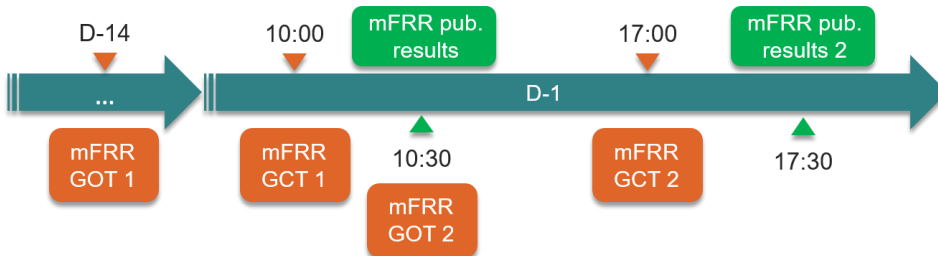 D-14
10:00
mFRR pub.
results
17:00
mFRR pub.
results 2
...
D-1
mFRR
GOT 1
mFRR
GCT 1
10:30
mFRR
GOT 2
mFRR
GCT 2
17:30